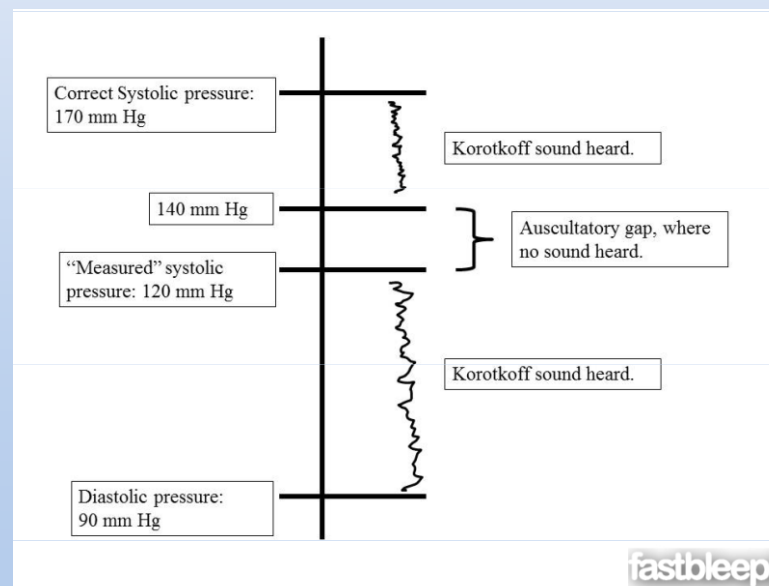 Correct Systolic pressure:
170 mm Hg
Korotkoff sound heard.
140 mm Hg
Auscultatory gap, where
no sound heard.
“Measured” systolic
pressure: 120 mm Hg
Korotkoff sound heard.
Diastolic pressure:
90 mm Hg
fastbleep